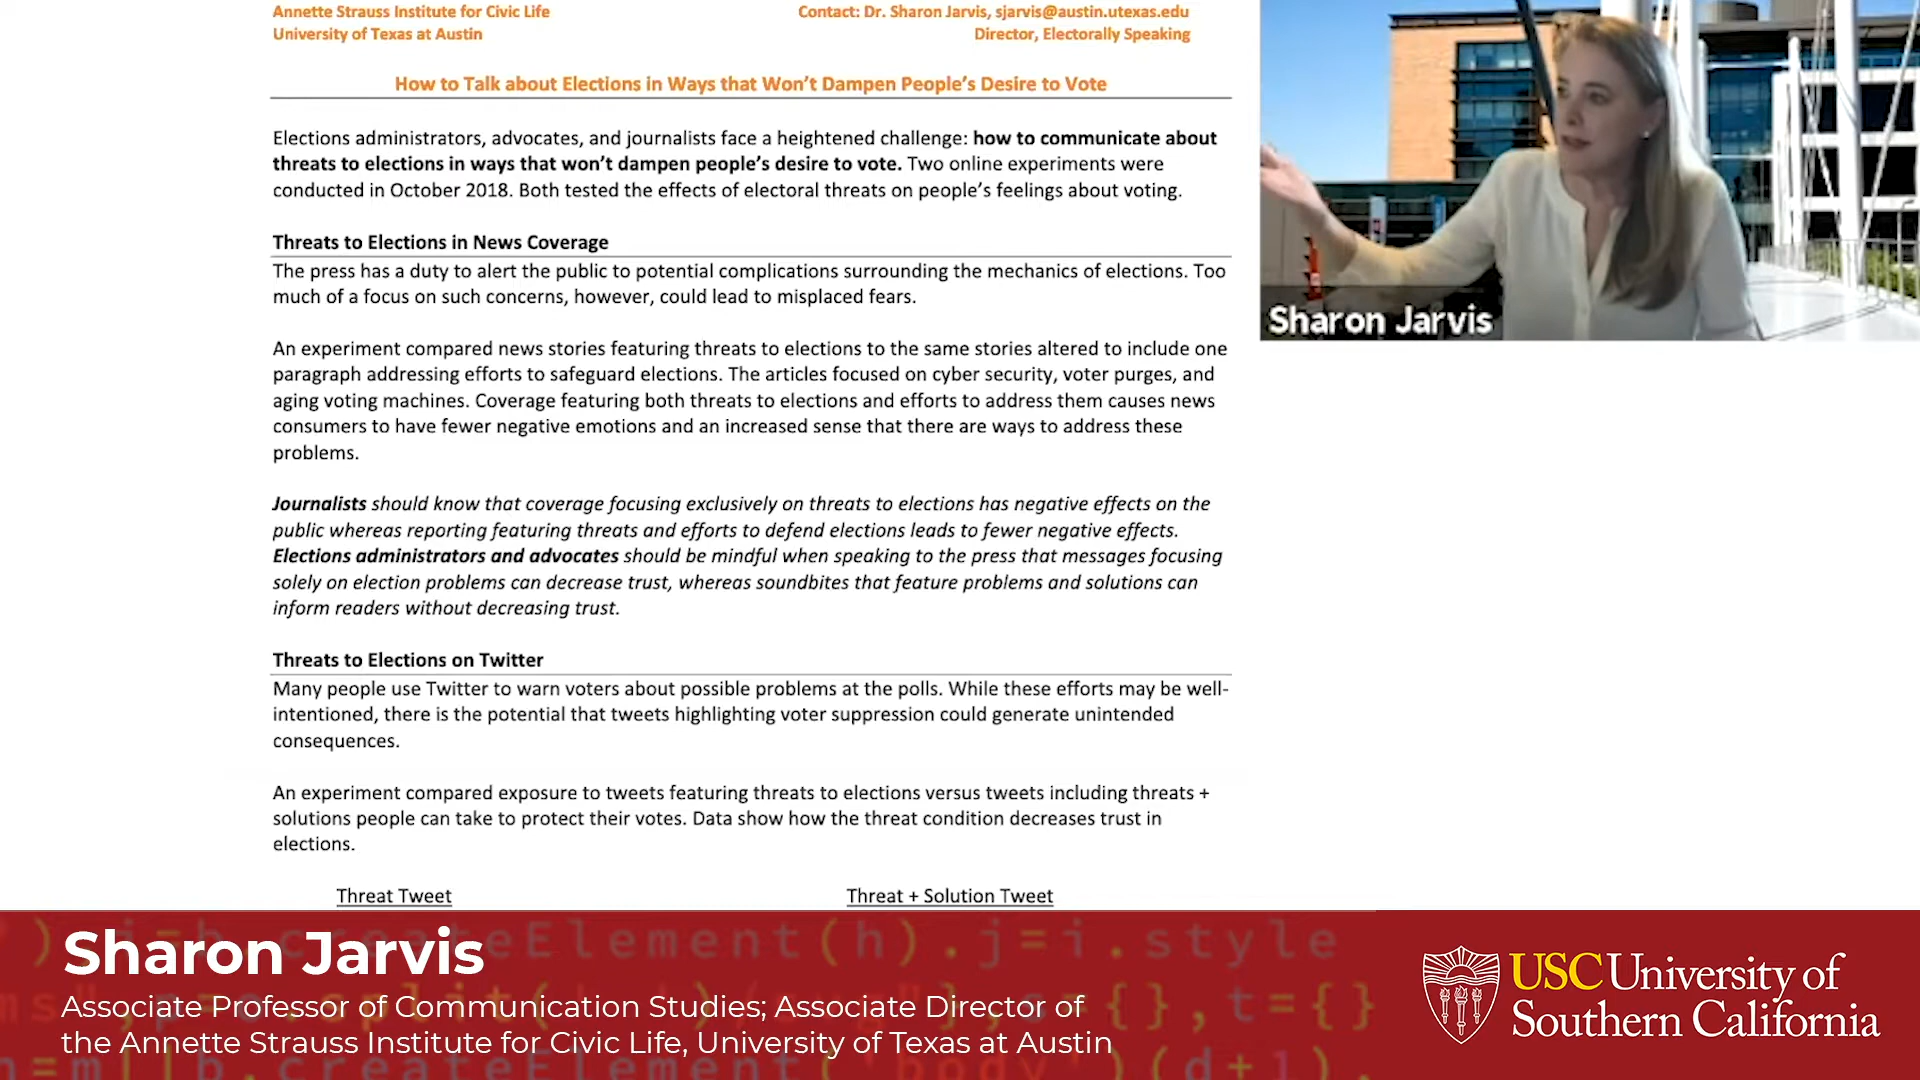 Annette Strauss Institute for Civic Life
University of Texas at Austin
Contact: Dr. Sharon Jarvis, sjarvis@austin.utexas.edu
Director, Electorally Speaking
How to Talk about Elections in Ways that Won't Dampen People's Desire to Vote
Elections administrators, advocates, and journalists face a heightened challenge: how to communicate about
threats to elections in ways that won't dampen people's desire to vote. Two online experiments were
conducted in October 2018. Both tested the effects of electoral threats on people's feelings about voting.
Threats to Elections in News Coverage
The press has a duty to alert the public to potential complications surrounding the mechanics of elections. Too
much of a focus on such concerns, however, could lead to misplaced fears.
An experiment compared news stories featuring threats to elections to the same stories altered to include one
paragraph addressing efforts to safeguard elections. The articles focused on cyber security, voter purges, and
aging voting machines. Coverage featuring both threats to elections and efforts to address them causes news
consumers to have fewer negative emotions and an increased sense that there are ways to address these
problems.
Journalists should know that coverage focusing exclusively on threats to elections has negative effects on the
public whereas reporting featuring threats and efforts to defend elections leads to fewer negative effects.
Elections administrators and advocates should be mindful when speaking to the press that messages focusing
solely on election problems can decrease trust, whereas soundbites that feature problems and solutions can
inform readers without decreasing trust.
Threats to Elections on Twitter
Many people use Twitter to warn voters about possible problems at the polls. While these efforts may be well-
intentioned, there is the potential that tweets highlighting voter suppression could generate unintended
consequences.
An experiment compared exposure to tweets featuring threats to elections versus tweets including threats +
solutions people can take to protect their votes. Data show how the threat condition decreases trust in
elections.
Threat Tweet
Threat + Solution Tweet
Sharon Jarvis
Sharon Jarvis
Associate Professor of Communication Studies; Associate Director of
the Annette Strauss Institute for Civic Life, University of Texas at Austin
USC University of
Southern California